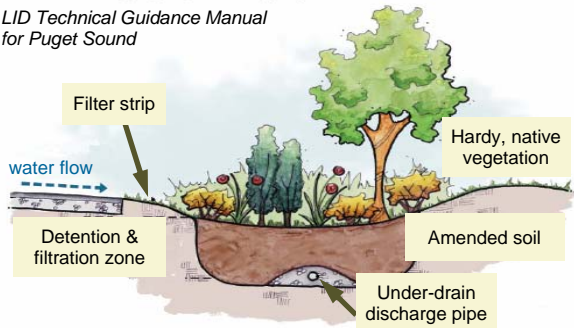 LID Technical Guidance Manual
for Puget Sound
Filter strip
water flow
Hardy, native
vegetation
Detention &
filtration zone
Amended soil
Under-drain
discharge pipe